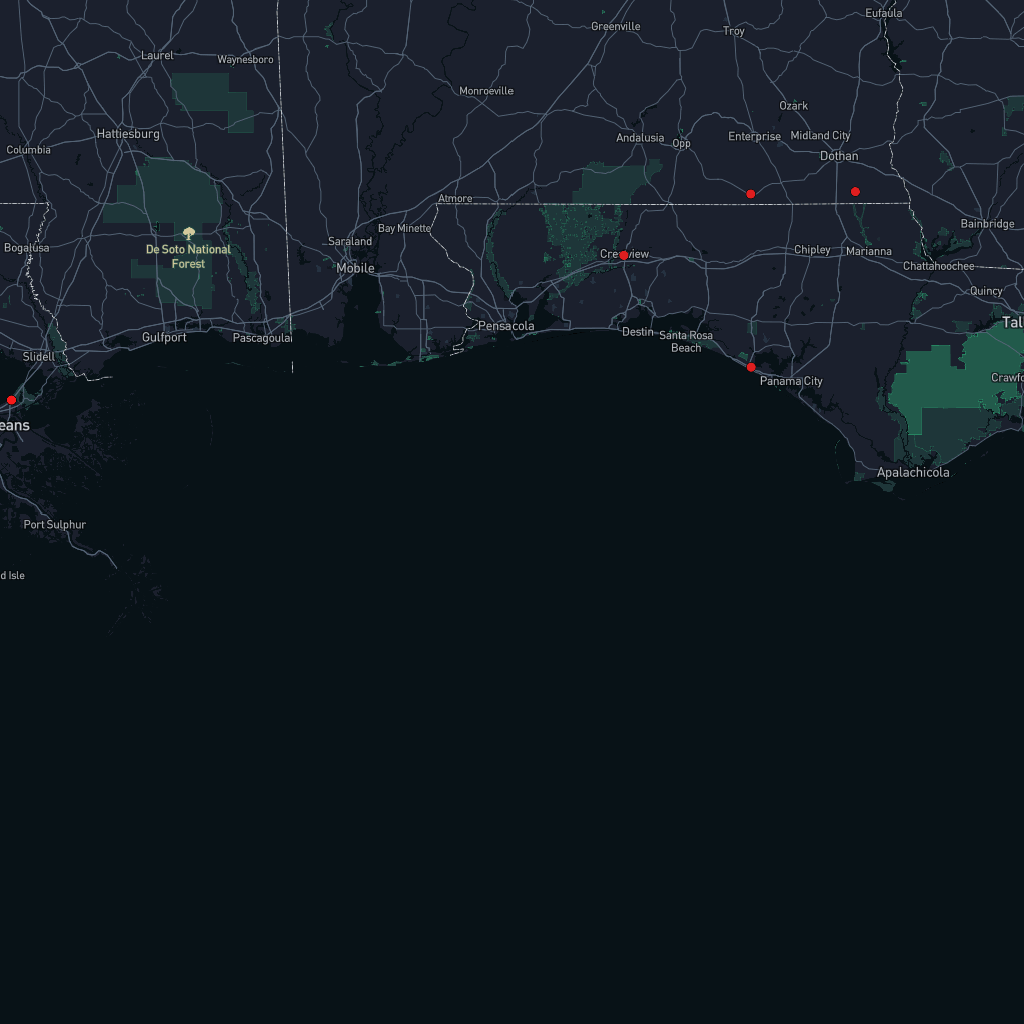 Eufaula
Greenville
Troy
Laurel
Waynesboro
Monroeville
Ozark
Hattiesburg
Andalusia
Opp
Enterprise
Midland City
Columbia
Dothan
Atmore
Bay Minette
Bainbridge
Saraland
De Soto National
Forest
Bogalusa
Crestview
Chipley
Marianna
Mobile
Chattahoochee
Quincy
Tal
Pensacola
Destin
Santa Rosa
Beach
Gulfport
Pascagoula
Slidell
Panama City
Crawfo
eans
Apalachicola
Port Sulphur
d Isle